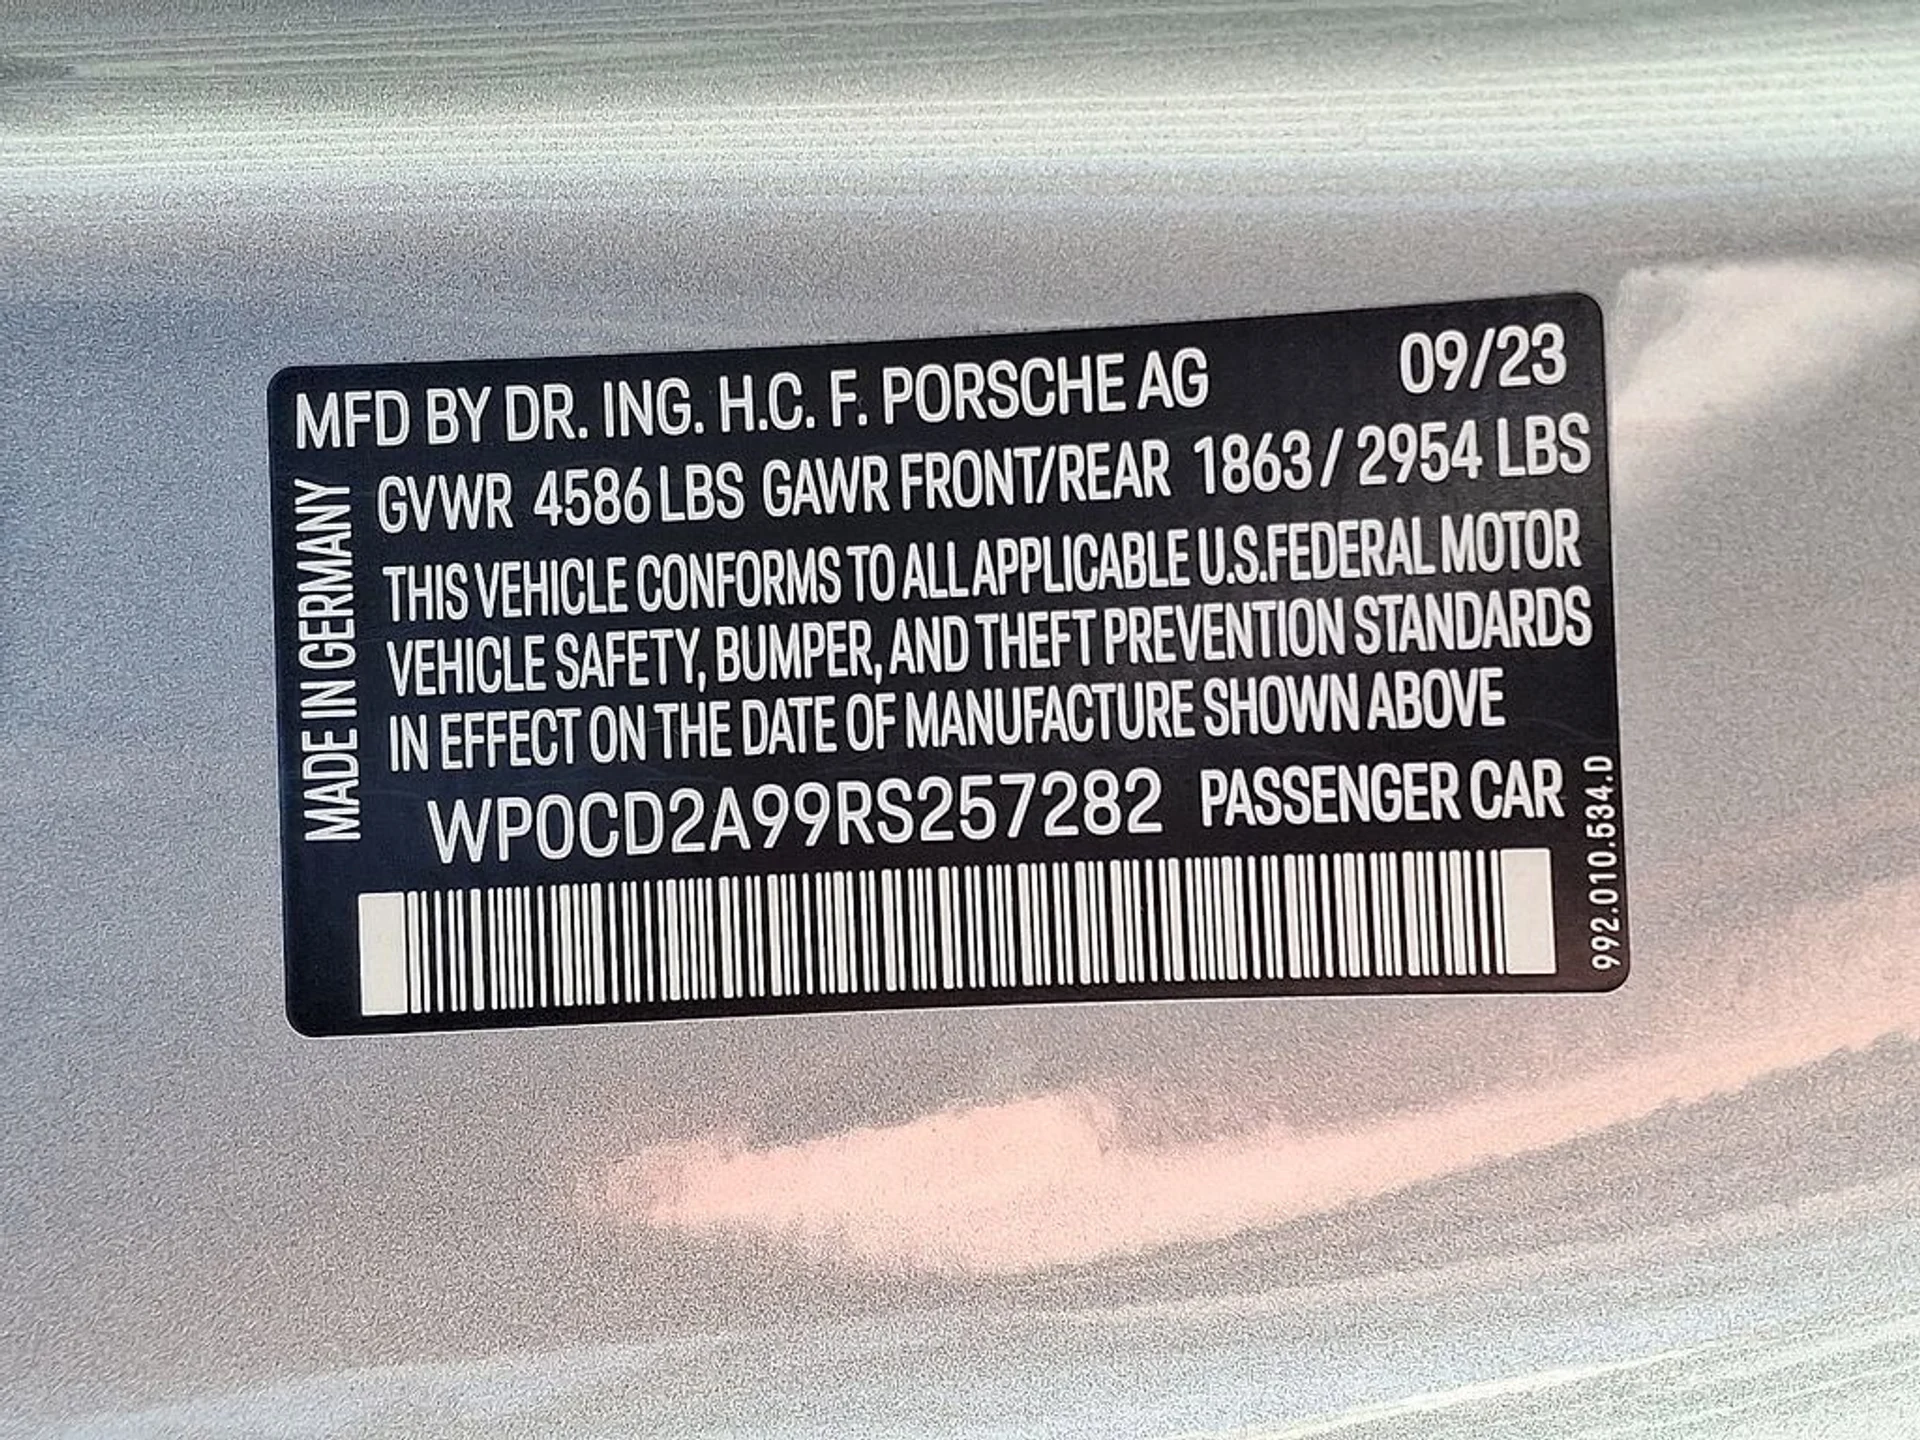 MFD BY DR. ING. H.C. F. PORSCHE AG 09/23
GVWR 4586 LBS GAWR FRONT/REAR 1863 / 2954 LBS
THIS VEHICLE CONFORMS TO ALL APPLICABLE U.S.FEDERAL MOTOR
VEHICLE SAFETY, BUMPER, AND THEFT PREVENTION STANDARDS
IN EFFECT ON THE DATE OF MANUFACTURE SHOWN ABOVE
WP0CD2A99RS257282 PASSENGER CAR
MADE IN GERMANY
992.010.534.D